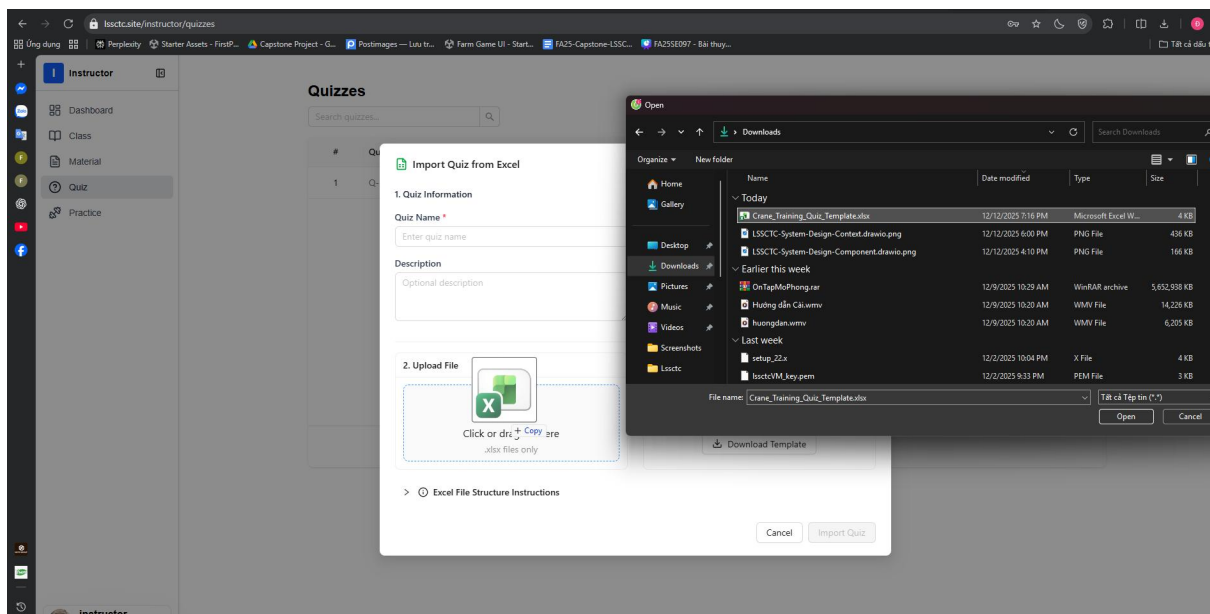 lssctc.site/instructor/quizzes
Ứng dụng
Perplexity
Starter Assets - FirstP...
Capstone Project - G...
Postimages — Lưu tr...
Farm Game UI - Start...
FA25-Capstone-LSSC...
FA25SE097 - Bài thuy...
Tất cả dấu
I Instructor
Dashboard
Class
Material
Quiz
Practice
instructor
Quizzes
Search quizzes...
#
1
Import Quiz from Excel
1. Quiz Information
Quiz Name *
Enter quiz name
Description
Optional description
2. Upload File
Click or dra
+ Copy
ere
.xlsx files only
Download Template
Excel File Structure Instructions
Cancel
Import Quiz
Open
Downloads
Search Downloads
Organize
New folder
Home
Gallery
Desktop
Downloads
Pictures
Music
Videos
Screenshots
Lssctc
Name Date modified Type Size
Today
Crane_Training_Quiz_Template.xlsx 12/12/2025 7:16 PM Microsoft Excel W... 4 KB
LSSCTC-System-Design-Context.drawio.png 12/12/2025 6:00 PM PNG File 436 KB
LSSCTC-System-Design-Component.drawio.png 12/12/2025 4:10 PM PNG File 166 KB
Earlier this week
OnTapMoPhong.rar 12/9/2025 10:29 AM WinRAR archive 5,652,938 KB
Hướng dẫn Cài.wmv 12/9/2025 10:20 AM WMV File 14,226 KB
huongdan.wmv 12/9/2025 10:20 AM WMV File 6,205 KB
Last week
setup_22.x 12/2/2025 10:04 PM X File 4 KB
lssctcVM_key.pem 12/2/2025 9:33 PM PEM File 3 KB
File name: Crane_Training_Quiz_Template.xlsx
Tất cả Tệp tin (*.*)
Open
Cancel